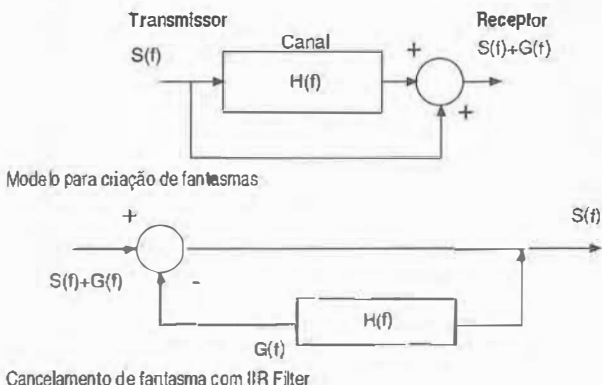 Transmissor
Receptor
S(f)
Canal
+
S(f)+G(f)
H(f)
+
Modelo para criação de fantasmas
+
S(f)
S(f)+G(f)
-
H(f)
G(f)
Cancelamento de fantasma com IIR Filter